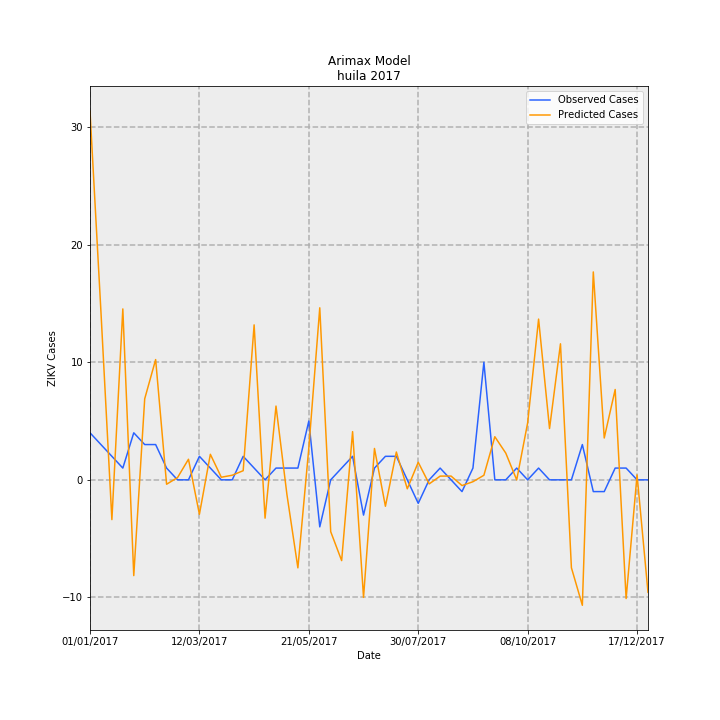 Arimax Model
huila 2017
Observed Cases
Predicted Cases
30
20
10
0
−10
ZIKV Cases
01/01/2017
12/03/2017
21/05/2017
30/07/2017
08/10/2017
17/12/2017
Date